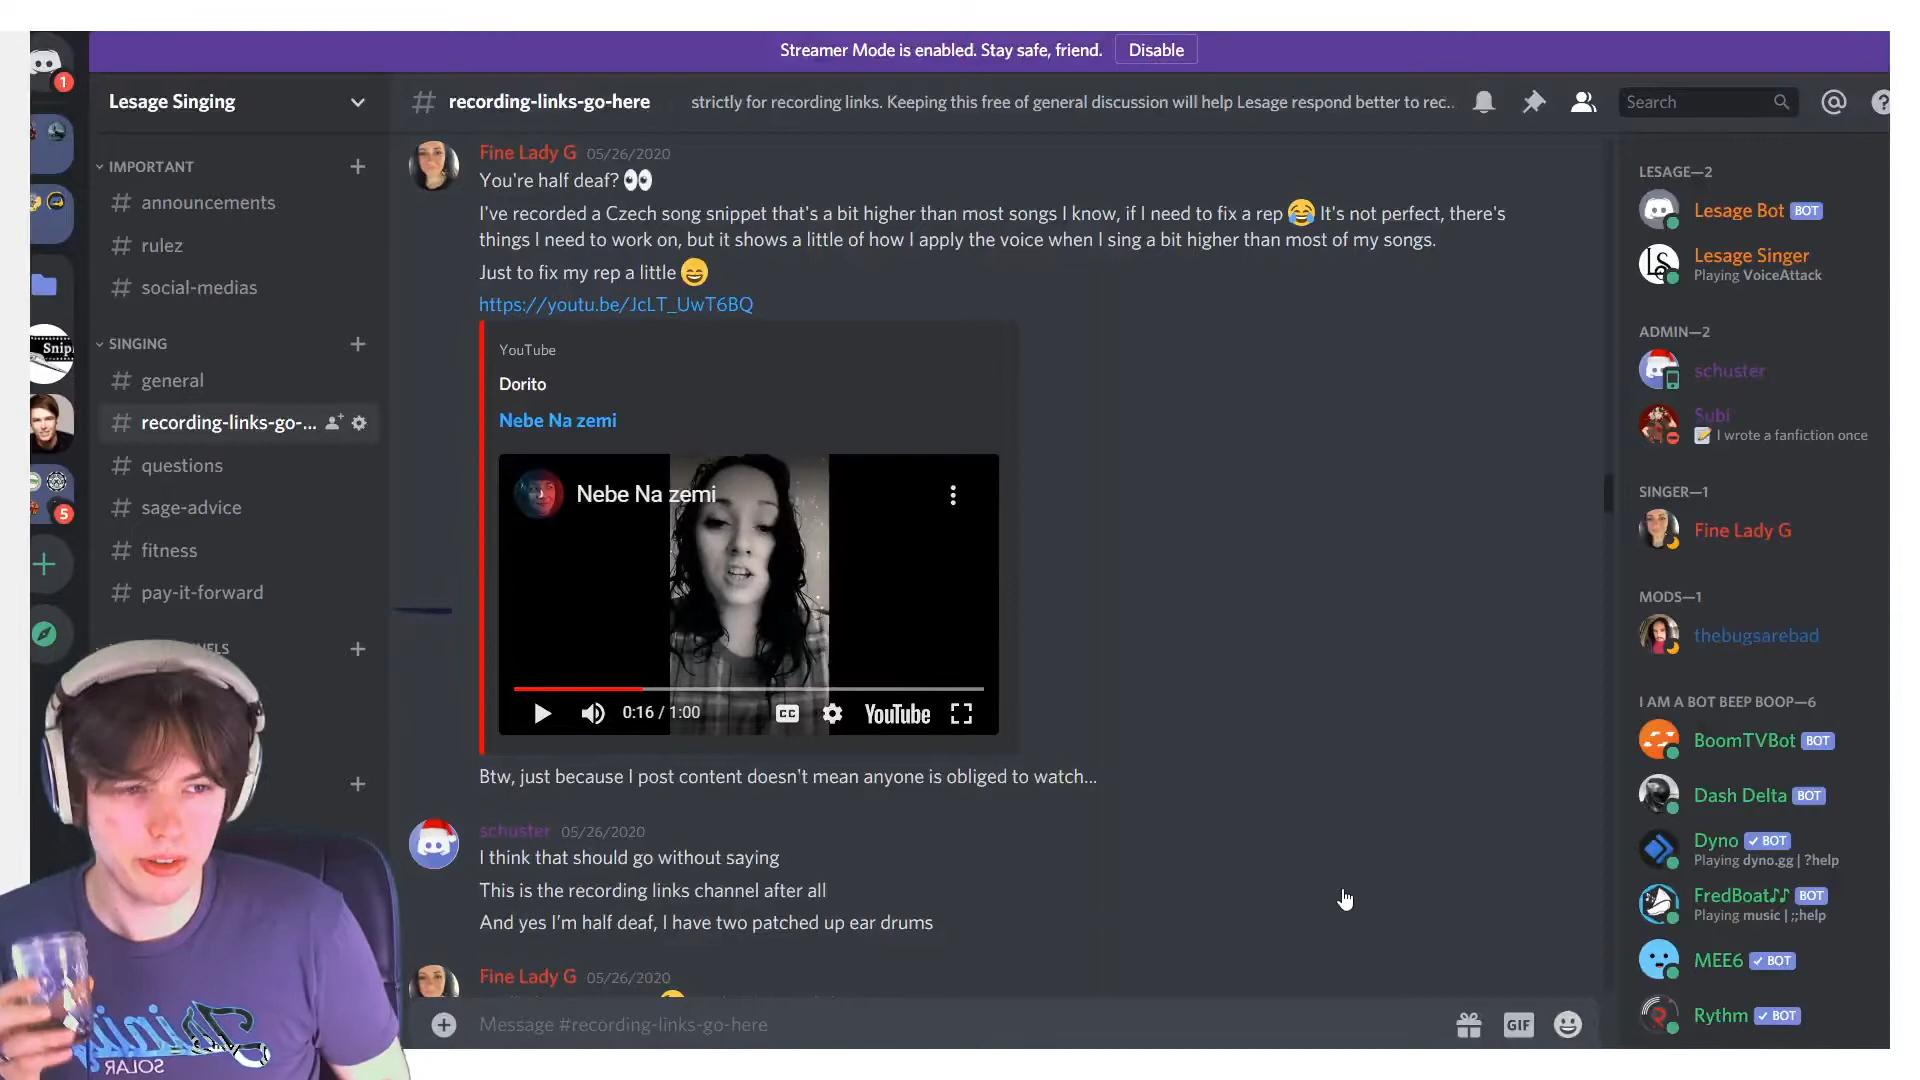 Streamer Mode is enabled. Stay safe, friend. Disable
1
Lesage Singing
# recording-links-go-here strictly for recording links. Keeping this free of general discussion will help Lesage respond better to rec... Search
IMPORTANT
# announcements
# rulez
# social-medias
SINGING
# general
# recording-links-go-...
# questions
# sage-advice
# fitness
# pay-it-forward
Snip
5
Fine Lady G 05/26/2020
You're half deaf? 👀
I've recorded a Czech song snippet that's a bit higher than most songs I know, if I need to fix a rep 😂 It's not perfect, there's
things I need to work on, but it shows a little of how I apply the voice when I sing a bit higher than most of my songs.
Just to fix my rep a little 😄
https://youtu.be/JcLT_UwT6BQ
YouTube
Dorito
Nebe Na zemi
Nebe Na zemi
0:16 / 1:00 CC YouTube
Btw, just because I post content doesn't mean anyone is obliged to watch...
schuster 05/26/2020
I think that should go without saying
This is the recording links channel after all
And yes I'm half deaf, I have two patched up ear drums
Fine Lady G 05/26/2020
Message #recording-links-go-here GIF
LESAGE—2
Lesage Bot BOT
Lesage Singer
Playing VoiceAttack
ADMIN—2
schuster
Subi
📝 I wrote a fanfiction once
SINGER—1
Fine Lady G
MODS—1
thebugsarebad
I AM A BOT BEEP BOOP—6
BoomTVBot BOT
Dash Delta BOT
Dyno ✓ BOT
Playing dyno.gg | ?help
FredBoat♪♪ BOT
Playing music | ;;help
MEE6 ✓ BOT
Rythm ✓ BOT
SOLAR